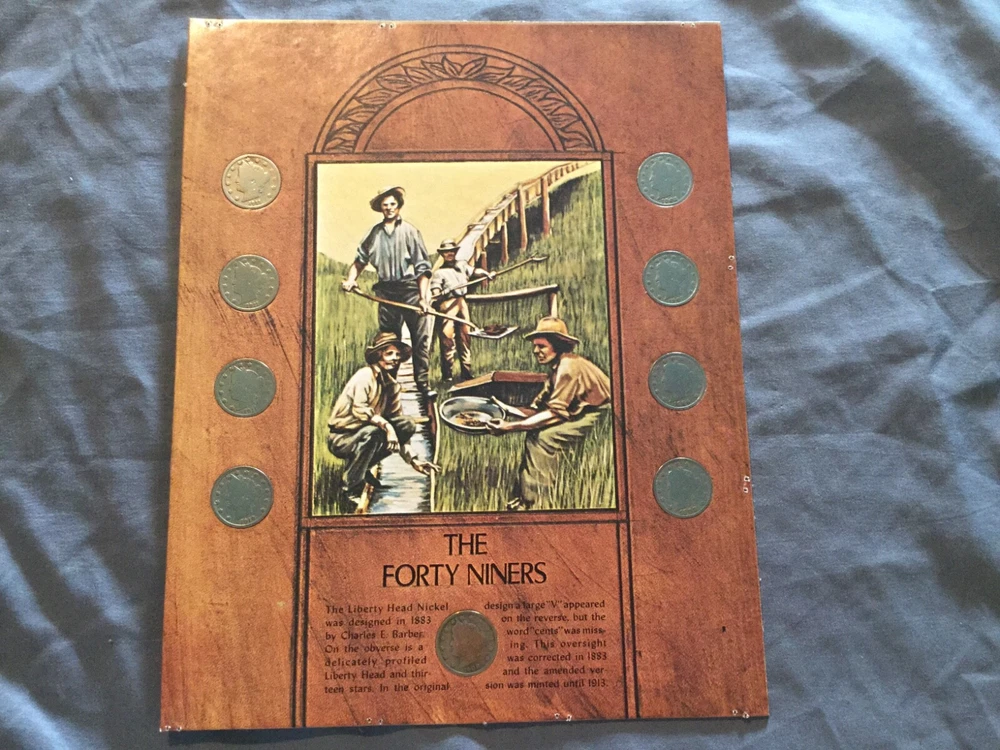 THE
FORTY NINERS
The Liberty Head Nickel
was designed in 1883
by Charles E. Barber.
On the obverse is a
delicately profiled
Liberty Head and thir-
teen stars. In the original
design a large "V" appeared
on the reverse, but the
word "cents" was miss-
ing. This oversight
was corrected in 1883
and the amended ver-
sion was minted until 1913.